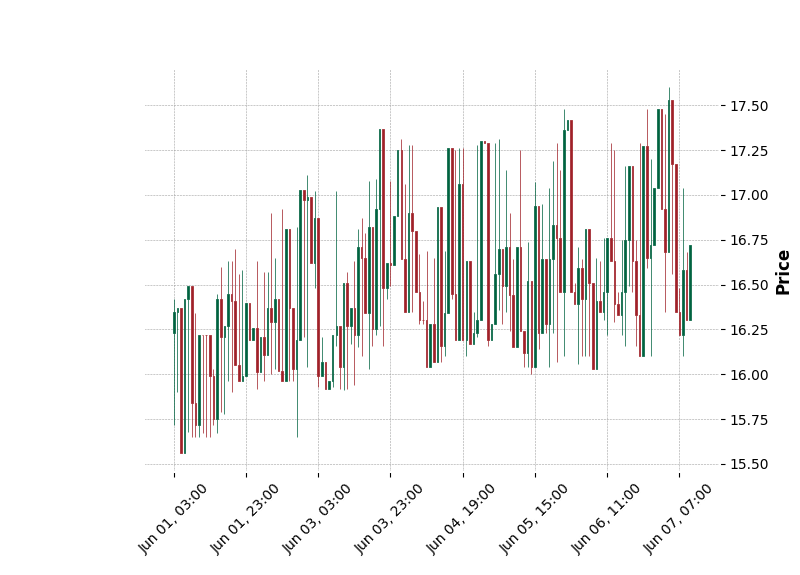 17.50
17.25
17.00
16.75
16.50
16.25
16.00
15.75
15.50
Price
Jun 01, 03:00
Jun 01, 23:00
Jun 03, 03:00
Jun 03, 23:00
Jun 04, 19:00
Jun 05, 15:00
Jun 06, 11:00
Jun 07, 07:00